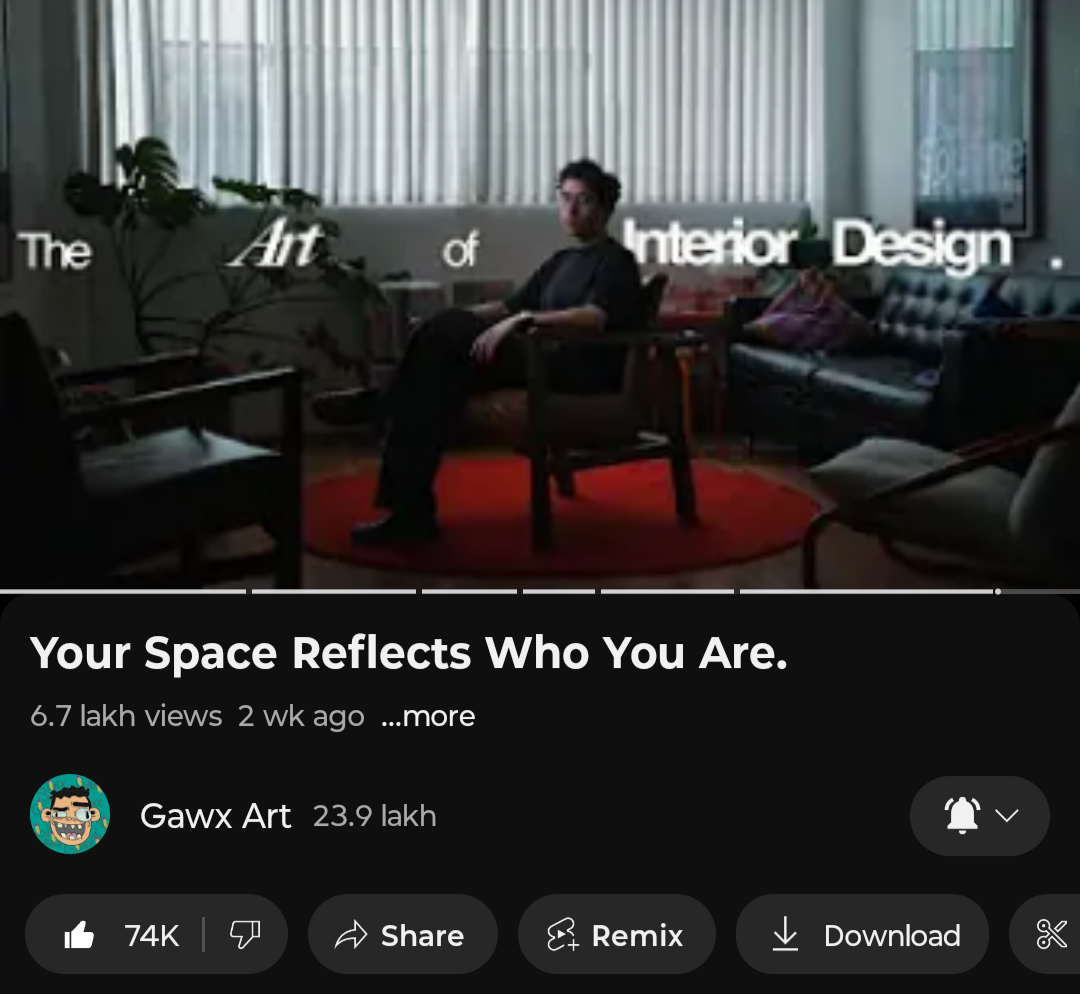 The Art of Interior Design .
Your Space Reflects Who You Are.
6.7 lakh views 2 wk ago ...more
Gawx Art 23.9 lakh
74K Share Remix Download